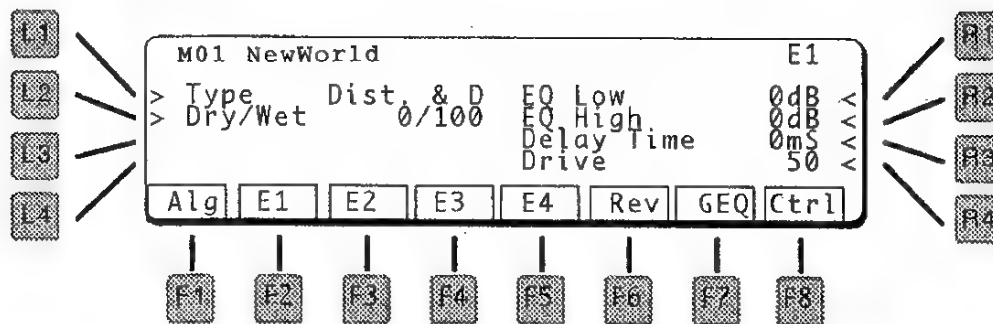 M01 NewWorld E1
> Type Dist. & D EQ Low 0dB <
> Dry/Wet 0/100 EQ High 0dB <
Delay Time 0mS <
Drive 50 <
Alg E1 E2 E3 E4 Rev GEQ Ctrl
L1
L2
L3
L4
R1
R2
R3
R4
F1 F2 F3 F4 F5 F6 F7 F8